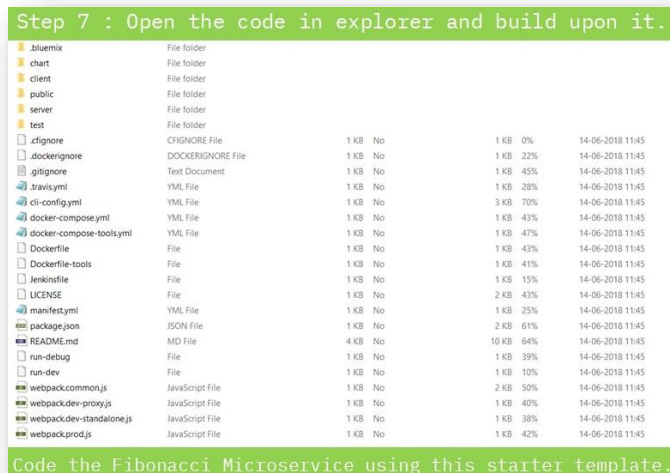 Step 7 : Open the code in explorer and build upon it.
.bluemix File folder
chart File folder
client File folder
public File folder
server File folder
test File folder
.cfignore CFIGNORE File 1 KB No 1 KB 0% 14-06-2018 11:45
.dockerignore DOCKERIGNORE File 1 KB No 1 KB 22% 14-06-2018 11:45
.gitignore Text Document 1 KB No 1 KB 45% 14-06-2018 11:45
.travis.yml YML File 1 KB No 1 KB 28% 14-06-2018 11:45
cli-config.yml YML File 1 KB No 3 KB 70% 14-06-2018 11:45
docker-compose.yml YML File 1 KB No 1 KB 43% 14-06-2018 11:45
docker-compose-tools.yml YML File 1 KB No 1 KB 47% 14-06-2018 11:45
Dockerfile File 1 KB No 1 KB 43% 14-06-2018 11:45
Dockerfile-tools File 1 KB No 1 KB 41% 14-06-2018 11:45
Jenkinsfile File 1 KB No 1 KB 15% 14-06-2018 11:45
LICENSE File 1 KB No 2 KB 43% 14-06-2018 11:45
manifest.yml YML File 1 KB No 1 KB 25% 14-06-2018 11:45
package.json JSON File 1 KB No 2 KB 61% 14-06-2018 11:45
README.md MD File 4 KB No 10 KB 64% 14-06-2018 11:45
run-debug File 1 KB No 1 KB 39% 14-06-2018 11:45
run-dev File 1 KB No 1 KB 10% 14-06-2018 11:45
webpack.common.js JavaScript File 1 KB No 2 KB 50% 14-06-2018 11:45
webpack.dev-proxy.js JavaScript File 1 KB No 1 KB 40% 14-06-2018 11:45
webpack.dev-standalone.js JavaScript File 1 KB No 1 KB 38% 14-06-2018 11:45
webpack.prod.js JavaScript File 1 KB No 1 KB 42% 14-06-2018 11:45
Code the Fibonacci Microservice using this starter template.